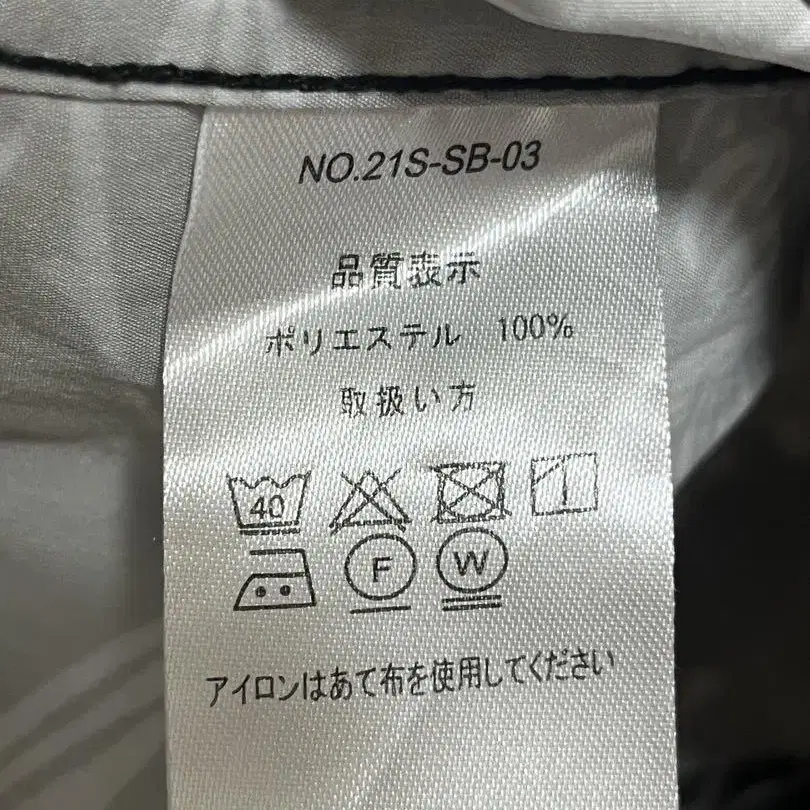 NO.21S-SB-03
品質表示
ポリエステル 100%
取扱い方
40
F W
アイロンはあて布を使用してください